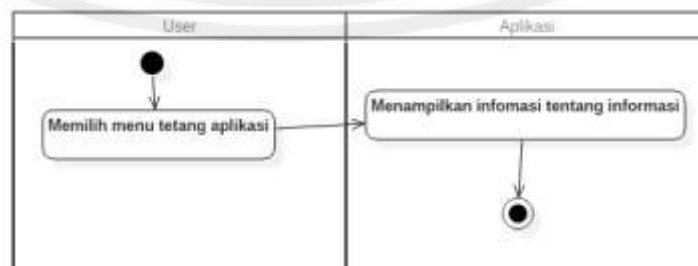 User
Aplikasi
Memilih menu tetang aplikasi
Menampilkan infomasi tentang informasi